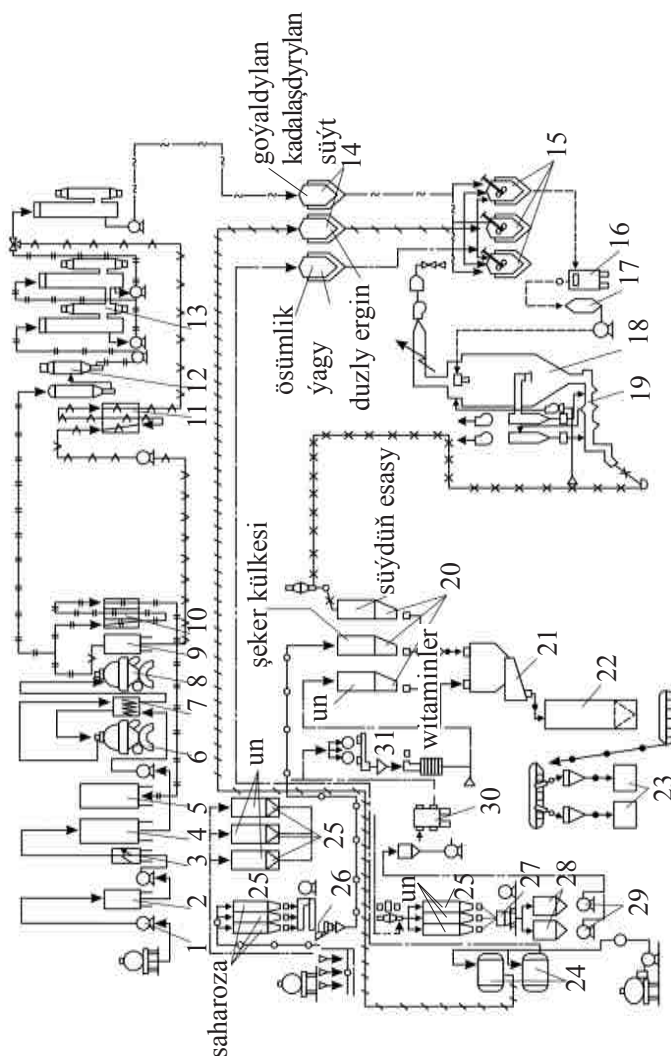 goýaldylan
kadalaşdyrylan
süýt
14
ösümlik
ýagy
duzly ergin
15
16
17
18
19
13
12
11
10
9
8
7
6
5
4
3
2
1
süýdüň esasy
şeker külkesi
20
un
witaminler
21
22
23
31
30
un
25
25
saharoza
26
un
25
27
28
29
24